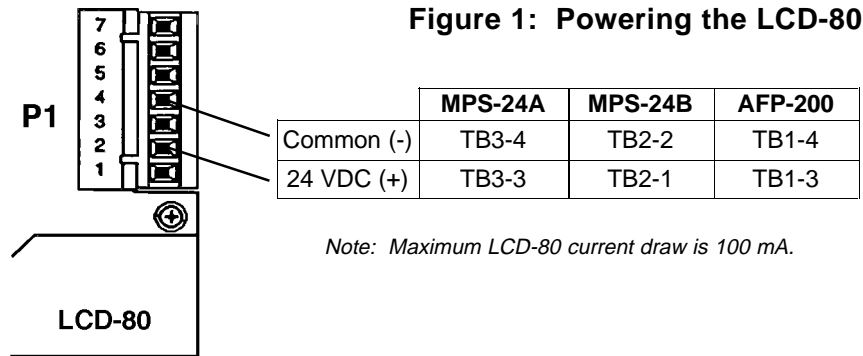 Figure 1: Powering the LCD-80
7
6
5
4
3
2
1
P1
MPS-24A MPS-24B AFP-200
Common (-) TB3-4 TB2-2 TB1-4
24 VDC (+) TB3-3 TB2-1 TB1-3
Note: Maximum LCD-80 current draw is 100 mA.
LCD-80